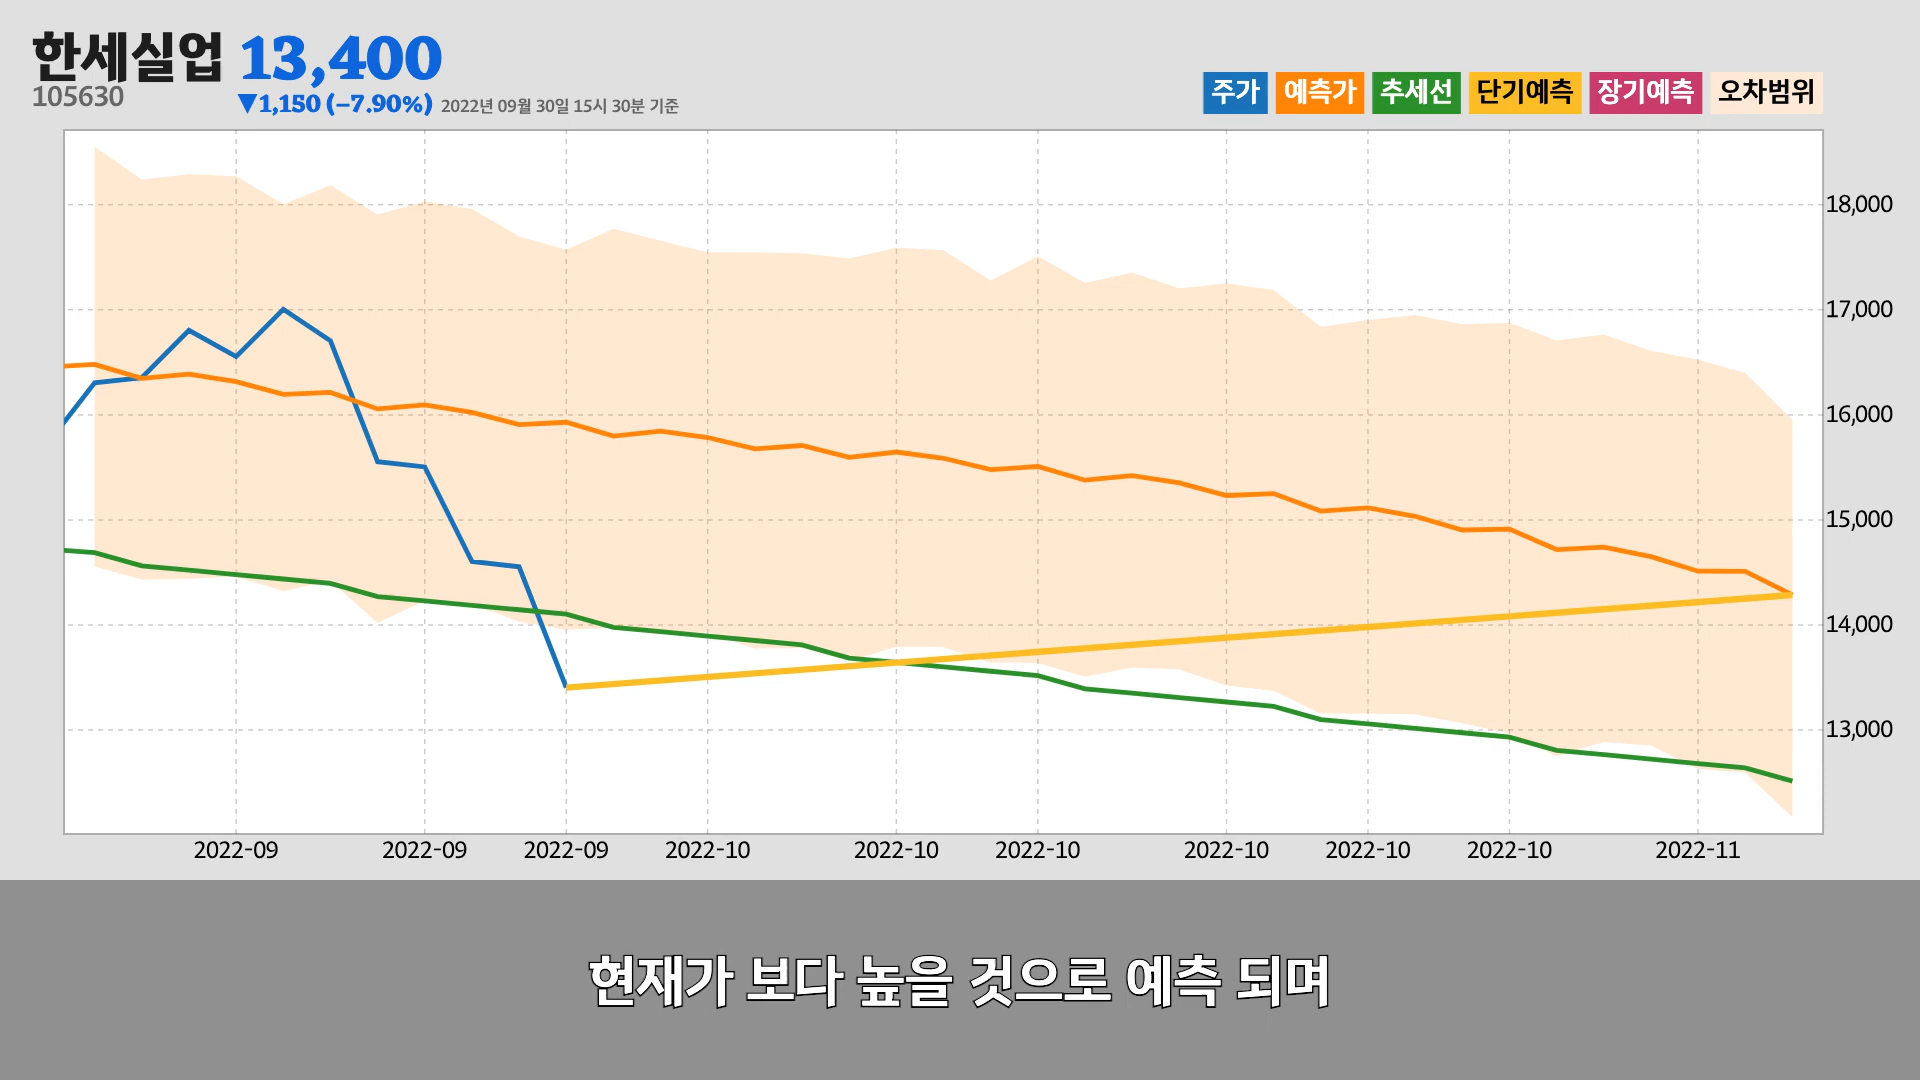 한세실업 13,400
105630
▼1,150 (−7.90%) 2022년 09월 30일 15시 30분 기준
주가 예측가 추세선 단기예측 장기예측 오차범위
18,000
17,000
16,000
15,000
14,000
13,000
2022-09 2022-09 2022-09 2022-10 2022-10 2022-10 2022-10 2022-10 2022-10 2022-11
현재가 보다 높을 것으로 예측 되며